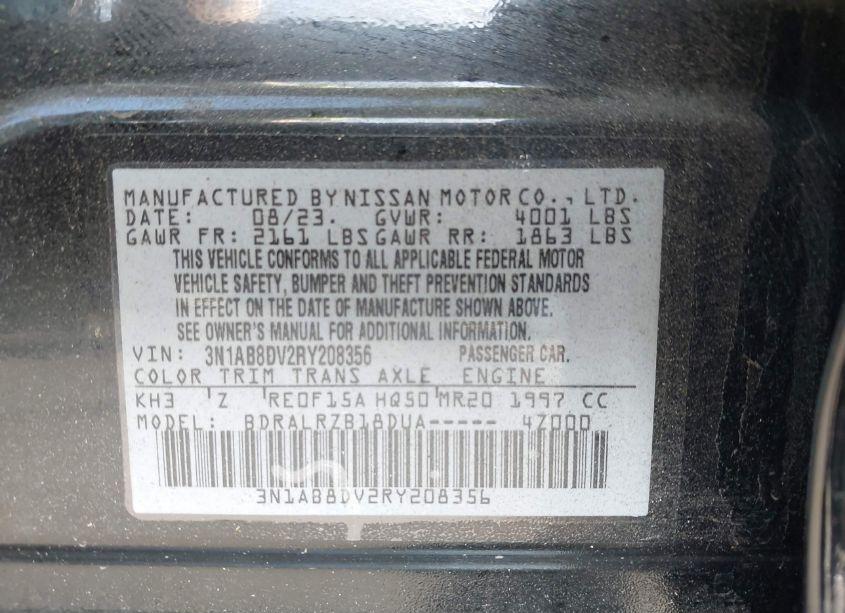 MANUFACTURED BY NISSAN MOTOR CO., LTD.
DATE: 08/23. GVWR: 4001 LBS
GAWR FR: 2161 LBS GAWR RR: 1863 LBS
THIS VEHICLE CONFORMS TO ALL APPLICABLE FEDERAL MOTOR
VEHICLE SAFETY, BUMPER AND THEFT PREVENTION STANDARDS
IN EFFECT ON THE DATE OF MANUFACTURE SHOWN ABOVE.
SEE OWNER'S MANUAL FOR ADDITIONAL INFORMATION.
VIN: 3N1AB8DV2RY208356 PASSENGER CAR.
COLOR TRIM TRANS AXLE ENGINE
KH3 Z RE0F15A HQ50 MR20 1997 CC
MODEL: BDRALRZB18DUA----- 4Z000
3N1AB8DV2RY208356